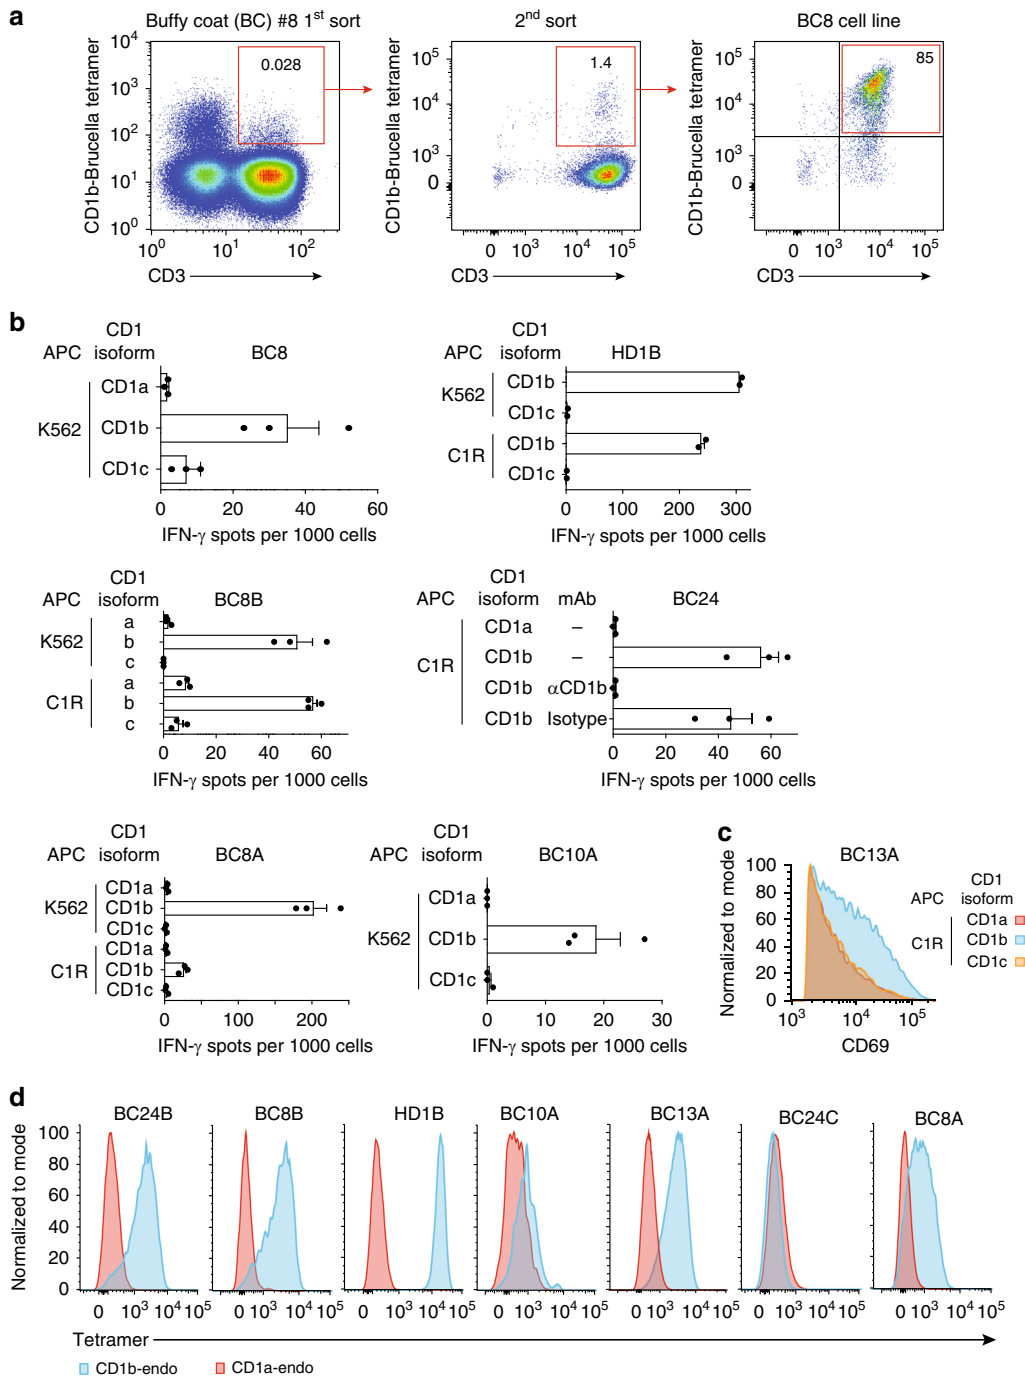 a
Buffy coat (BC) #8 1st sort
2nd sort
BC8 cell line
CD1b-Brucella tetramer
10^4
10^3
10^2
10^1
10^0
0.028
10^0 10^1 10^2
CD3
CD1b-Brucella tetramer
10^5
10^4
10^3
0
1.4
0 10^3 10^4 10^5
CD3
CD1b-Brucella tetramer
10^5
10^4
10^3
0
85
0 10^3 10^4 10^5
CD3
b
APC
CD1 isoform
BC8
K562
CD1a
CD1b
CD1c
0 20 40 60
IFN-γ spots per 1000 cells
APC
CD1 isoform
HD1B
K562
CD1b
CD1c
C1R
CD1b
CD1c
0 100 200 300
IFN-γ spots per 1000 cells
APC
CD1 isoform
BC8B
K562
a
b
c
C1R
a
b
c
0 20 40 60
IFN-γ spots per 1000 cells
APC
CD1 isoform
mAb
BC24
C1R
CD1a –
CD1b –
CD1b αCD1b
CD1b Isotype
0 20 40 60
IFN-γ spots per 1000 cells
APC
CD1 isoform
BC8A
K562
CD1a
CD1b
CD1c
C1R
CD1a
CD1b
CD1c
0 100 200
IFN-γ spots per 1000 cells
APC
CD1 isoform
BC10A
K562
CD1a
CD1b
CD1c
0 10 20 30
IFN-γ spots per 1000 cells
c
BC13A
Normalized to mode
100
80
60
40
20
0
10^3 10^4 10^5
CD69
APC
CD1 isoform
C1R
CD1a
CD1b
CD1c
d
Normalized to mode
100
80
60
40
20
0
BC24B
0 10^3 10^4 10^5
BC8B
0 10^3 10^4 10^5
HD1B
0 10^3 10^4 10^5
BC10A
0 10^3 10^4 10^5
BC13A
0 10^3 10^4 10^5
BC24C
0 10^3 10^4 10^5
BC8A
0 10^3 10^4 10^5
Tetramer
CD1b-endo
CD1a-endo